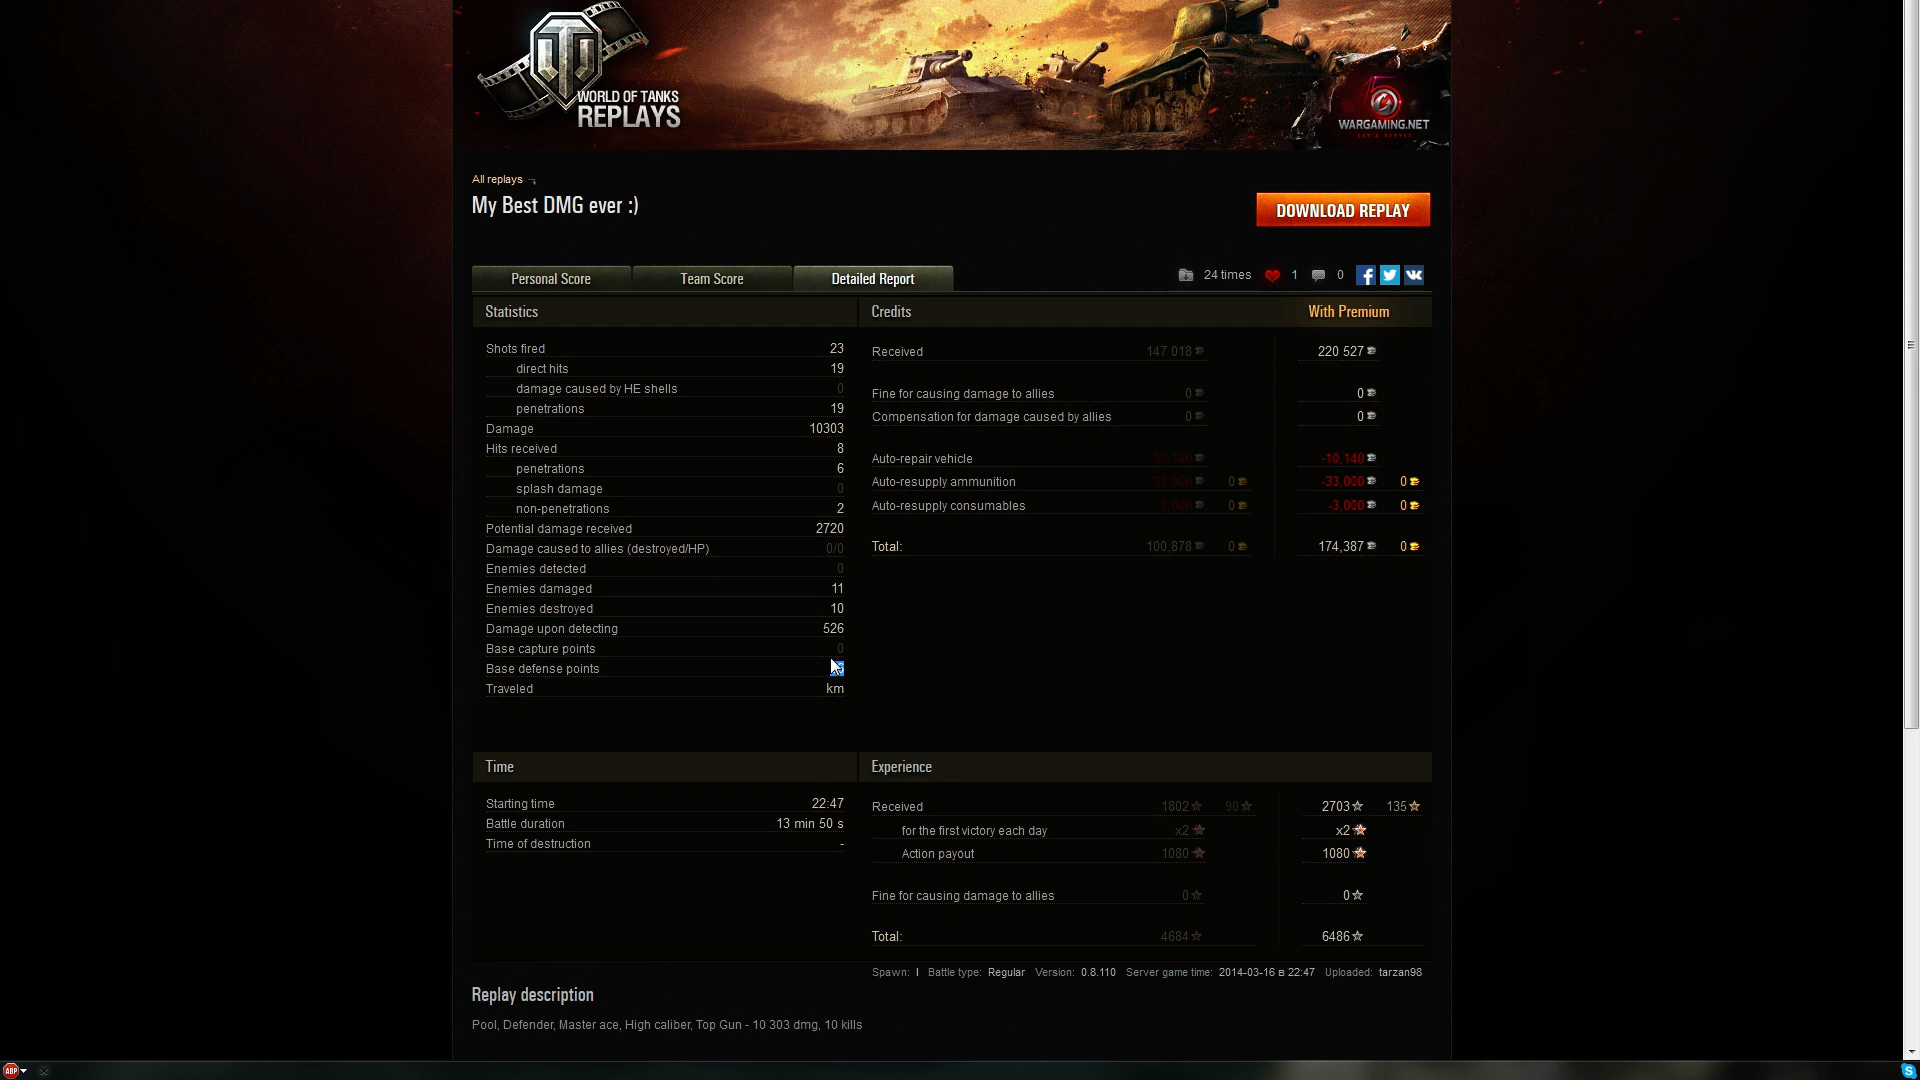 WORLD OF TANKS
REPLAYS
WARGAMING.NET
All replays
My Best DMG ever :)
DOWNLOAD REPLAY
Personal Score
Team Score
Detailed Report
24 times 1 0
Statistics
Shots fired 23
direct hits 19
damage caused by HE shells 0
penetrations 19
Damage 10303
Hits received 8
penetrations 6
splash damage 0
non-penetrations 2
Potential damage received 2720
Damage caused to allies (destroyed/HP) 0/0
Enemies detected 0
Enemies damaged 11
Enemies destroyed 10
Damage upon detecting 526
Base capture points 0
Base defense points
Traveled km
Credits With Premium
Received 147 018 220 527
Fine for causing damage to allies 0 0
Compensation for damage caused by allies 0 0
Auto-repair vehicle -10,140 -10,140
Auto-resupply ammunition -33,000 0 -33,000 0
Auto-resupply consumables -3,000 0 -3,000 0
Total: 100,878 0 174,387 0
Time
Starting time 22:47
Battle duration 13 min 50 s
Time of destruction -
Experience
Received 1802 90 2703 135
for the first victory each day x2 x2
Action payout 1080 1080
Fine for causing damage to allies 0 0
Total: 4684 6486
Spawn: I Battle type: Regular Version: 0.8.110 Server game time: 2014-03-16 в 22:47 Uploaded: tarzan98
Replay description
Pool, Defender, Master ace, High caliber, Top Gun - 10 303 dmg, 10 kills
ABP